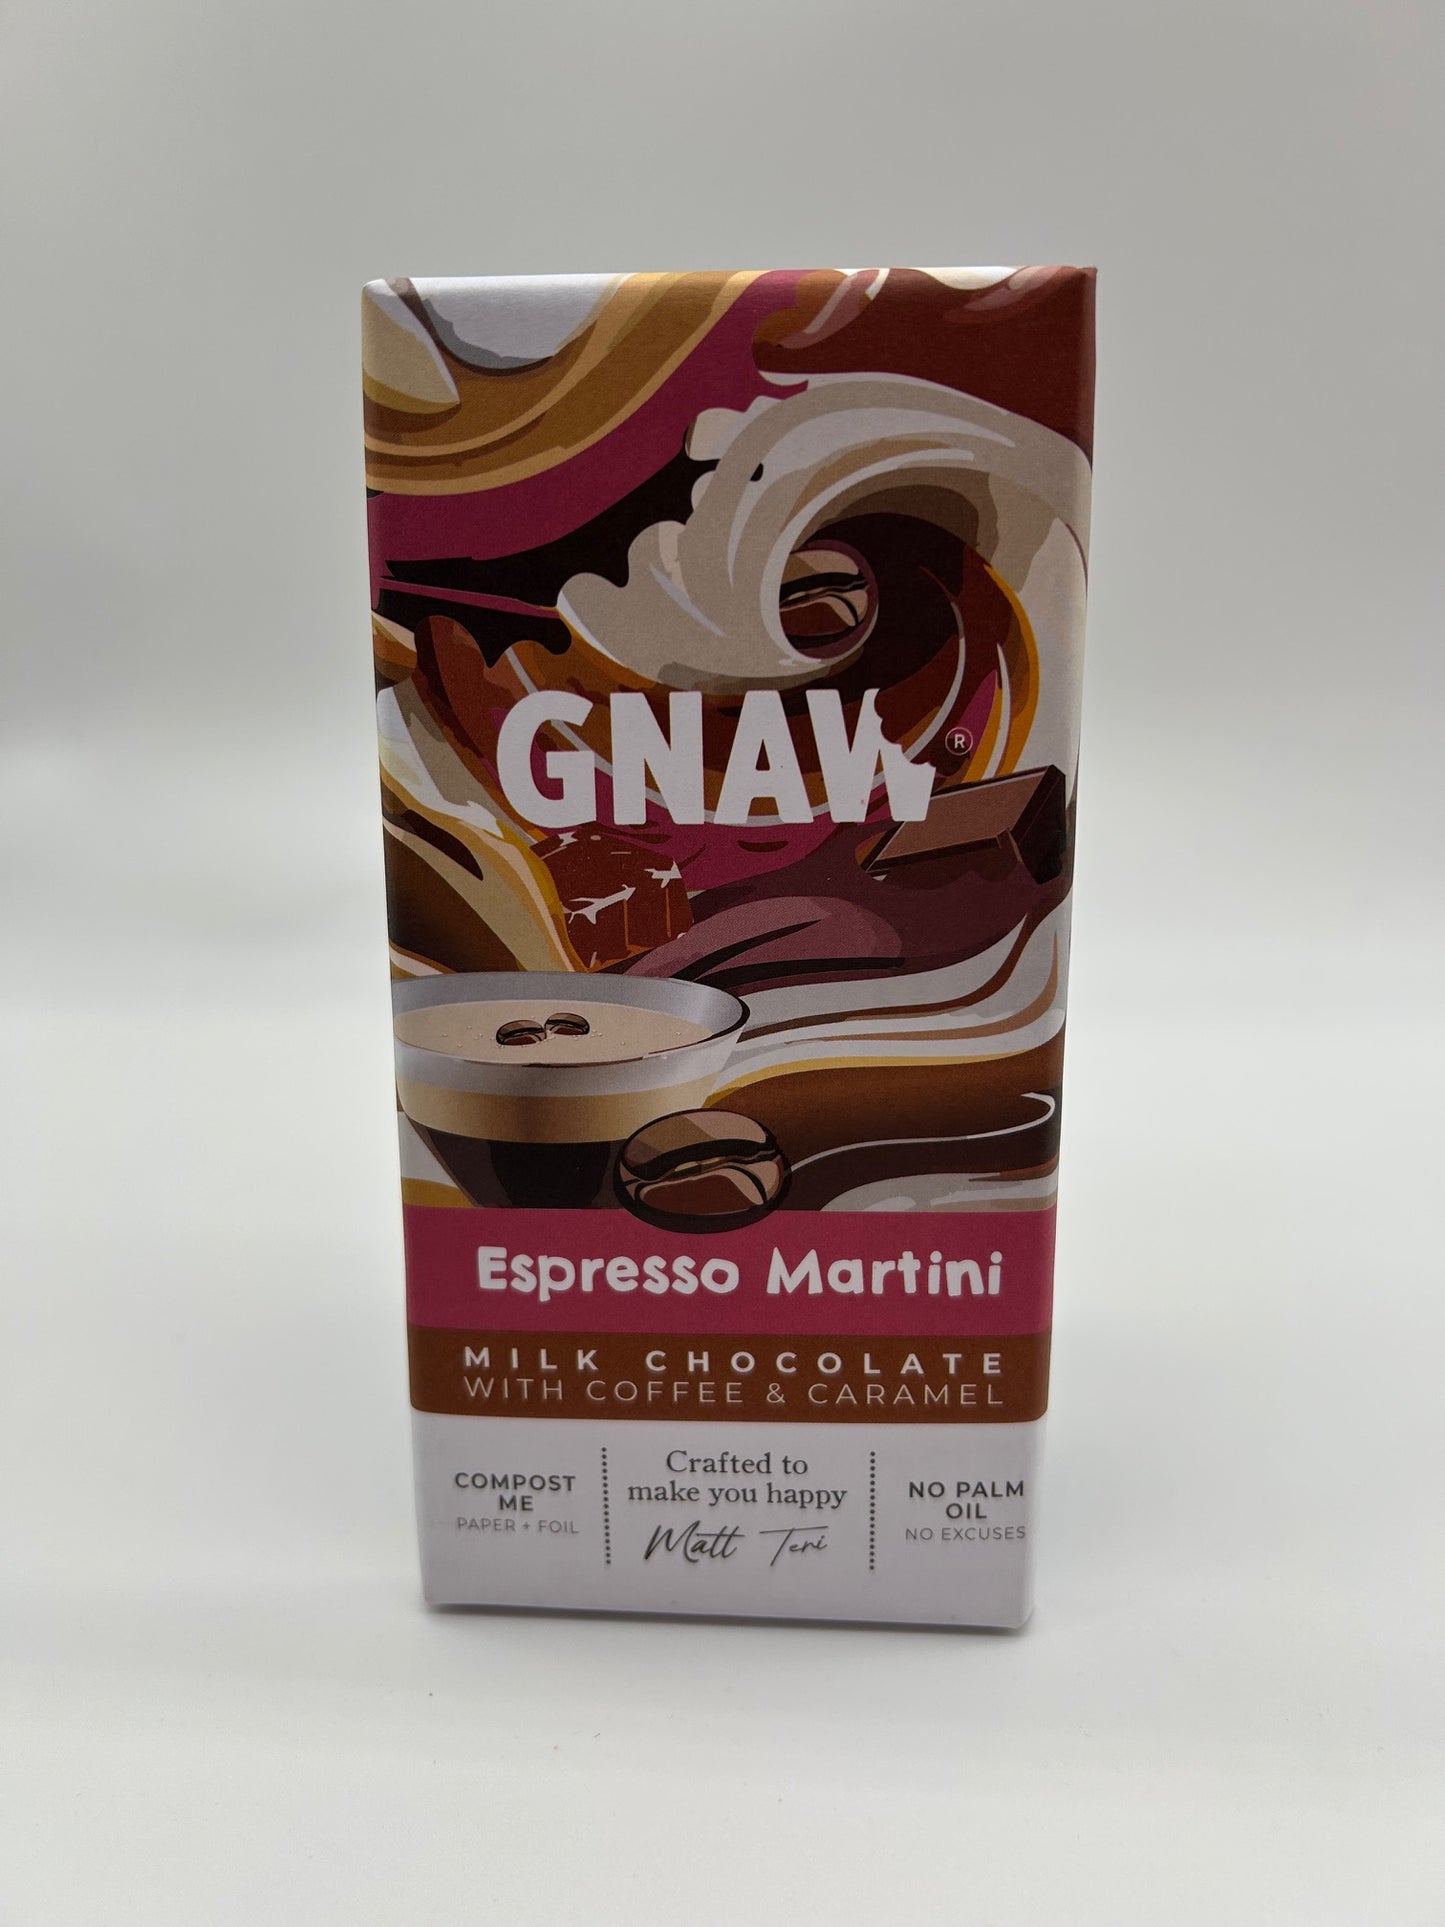 GNAW ®
Espresso Martini
MILK CHOCOLATE
WITH COFFEE & CARAMEL
COMPOST
ME
PAPER + FOIL
Crafted to
make you happy
Matt Teri
NO PALM
OIL
NO EXCUSES